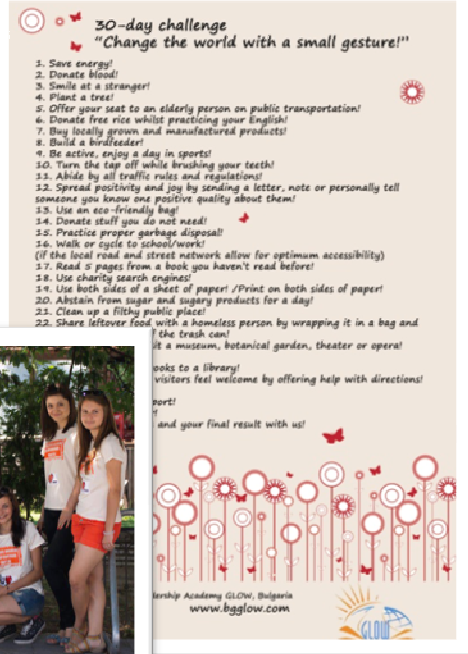 30-day challenge
"Change the world with a small gesture!"
1. Save energy!
2. Donate blood!
3. Smile at a stranger!
4. Plant a tree!
5. Offer your seat to an elderly person on public transportation!
6. Donate free rice whilst practicing your English!
7. Buy locally grown and manufactured products!
8. Build a birdfeeder!
9. Be active, enjoy a day in sports!
10. Turn the tap off while brushing your teeth!
11. Abide by all traffic rules and regulations!
12. Spread positivity and joy by sending a letter, note or personally tell
someone you know one positive quality about them!
13. Use an eco-friendly bag!
14. Donate stuff you do not need!
15. Practice proper garbage disposal!
16. Walk or cycle to school/work!
(if the local road and street network allow for optimum accessibility)
17. Read 5 pages from a book you haven't read before!
18. Use charity search engines!
19. Use both sides of a sheet of paper! /Print on both sides of paper!
20. Abstain from sugar and sugary products for a day!
21. Clean up a filthy public place!
22. Share leftover food with a homeless person by wrapping it in a bag and
the trash can!
a museum, botanical garden, theater or opera!
to a library!
visitors feel welcome by offering help with directions!
and your final result with us!
Academy GLOW, Bulgaria
www.bgglow.com
GLOW